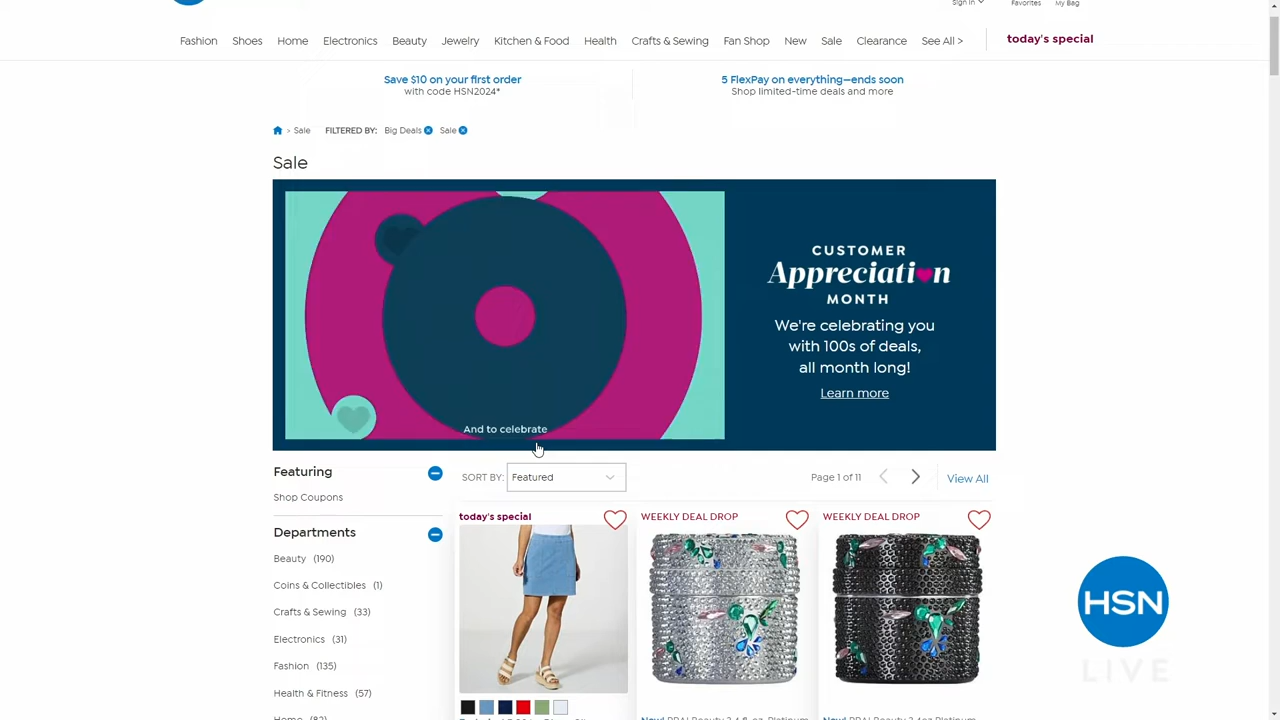 Sign In
Favorites
My Bag
Fashion Shoes Home Electronics Beauty Jewelry Kitchen & Food Health Crafts & Sewing Fan Shop New Sale Clearance See All > today's special
Save $10 on your first order
with code HSN2024*
5 FlexPay on everything—ends soon
Shop limited-time deals and more
> Sale FILTERED BY: Big Deals Sale
Sale
CUSTOMER
Appreciation
MONTH
We're celebrating you
with 100s of deals,
all month long!
Learn more
And to celebrate
Featuring
Shop Coupons
Departments
Beauty (190)
Coins & Collectibles (1)
Crafts & Sewing (33)
Electronics (31)
Fashion (135)
Health & Fitness (57)
Home
SORT BY: Featured
Page 1 of 11
View All
today's special
WEEKLY DEAL DROP
WEEKLY DEAL DROP
HSN
LIVE